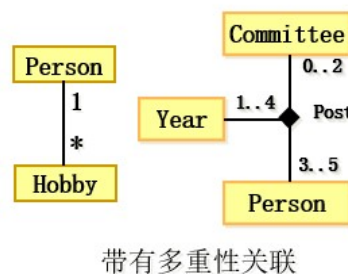 Committee
0..2
Person
1
1..4
Year
Post
*
3..5
Hobby
Person
带有多重性关联